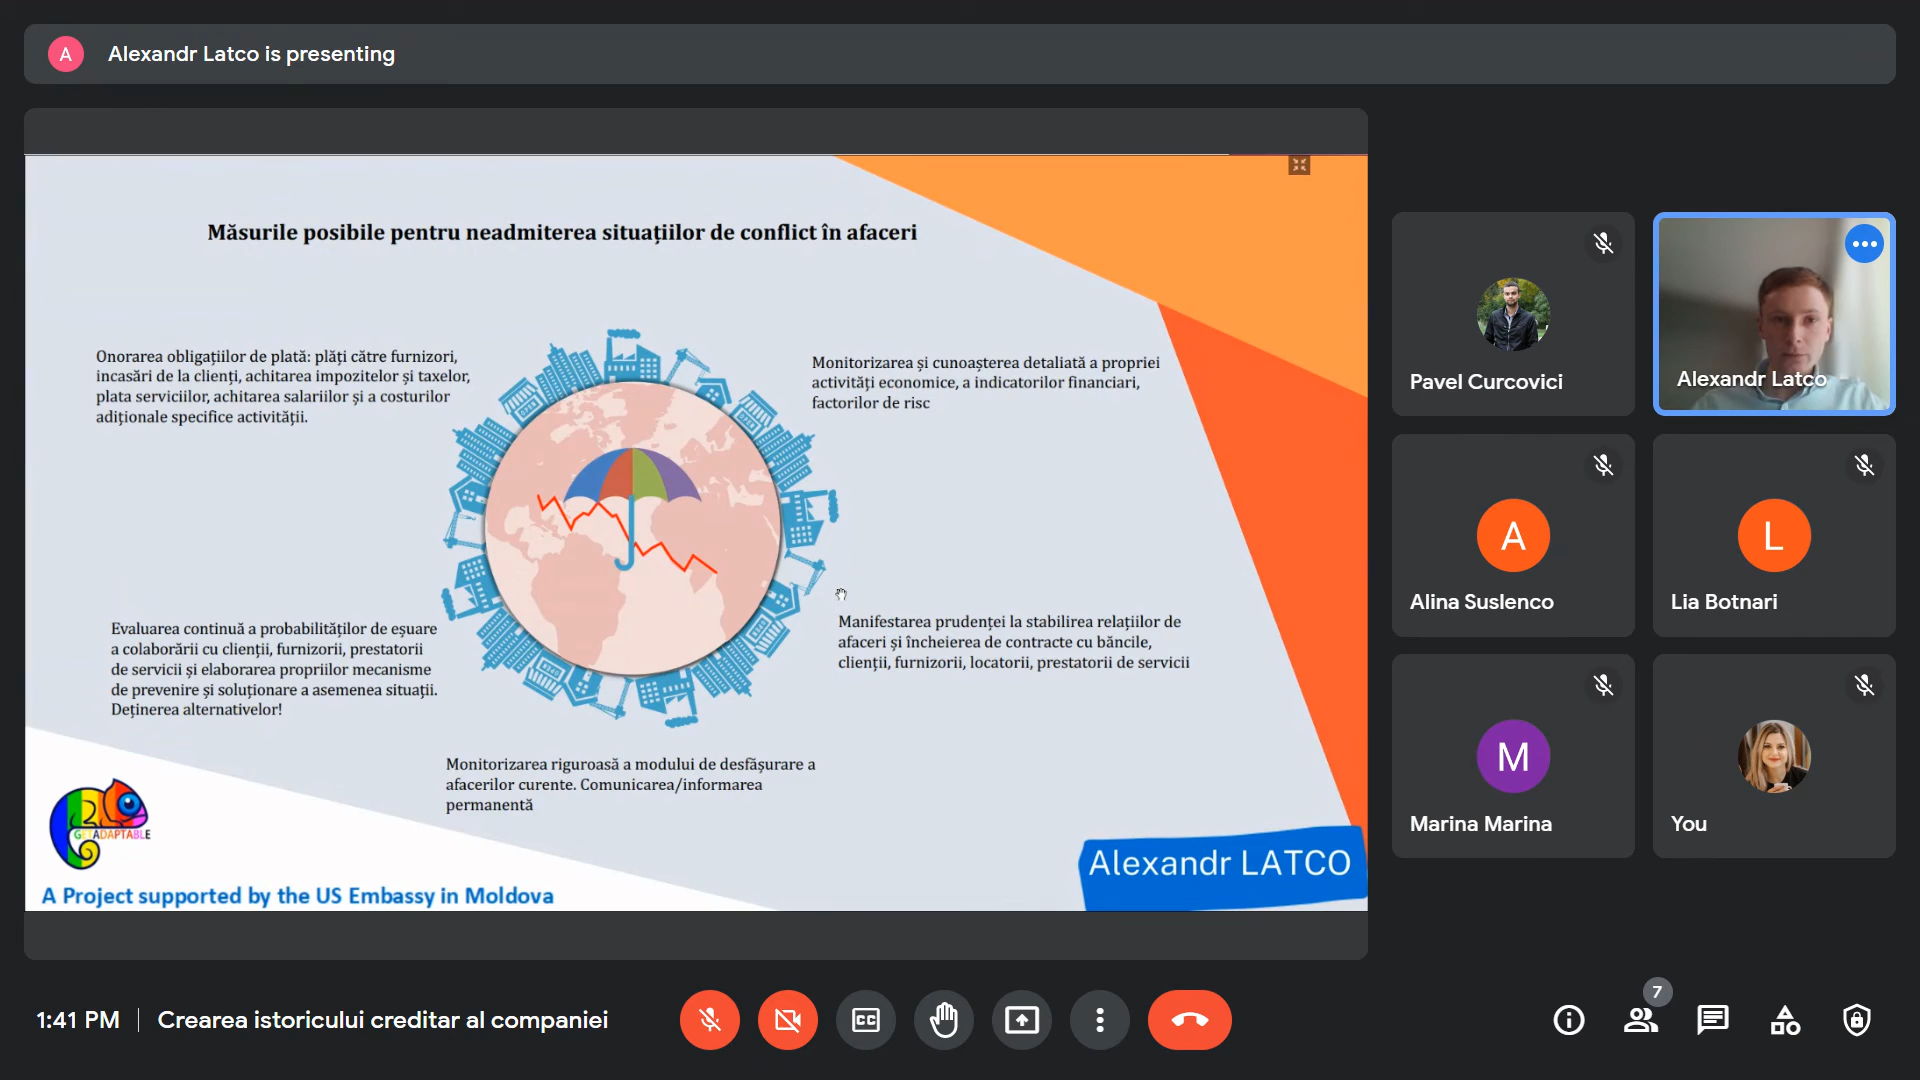 A
Alexandr Latco is presenting
Măsurile posibile pentru neadmiterea situațiilor de conflict în afaceri
Onorarea obligațiilor de plată: plăți către furnizori,
incasări de la clienți, achitarea impozitelor și taxelor,
plata serviciilor, achitarea salariilor și a costurilor
adiționale specifice activității.
Monitorizarea și cunoașterea detaliată a propriei
activități economice, a indicatorilor financiari,
factorilor de risc
Evaluarea continuă a probabilităților de eșuare
a colaborării cu clienții, furnizorii, prestatorii
de servicii și elaborarea propriilor mecanisme
de prevenire și soluționare a asemenea situații.
Deținerea alternativelor!
Manifestarea prudenței la stabilirea relațiilor de
afaceri și încheierea de contracte cu băncile,
clienții, furnizorii, locatorii, prestatorii de servicii
Monitorizarea riguroasă a modului de desfășurare a
afacerilor curente. Comunicarea/informarea
permanentă
GETADAPTABLE
A Project supported by the US Embassy in Moldova
Alexandr LATCO
Pavel Curcovici
Alexandr Latco
A
Alina Suslenco
L
Lia Botnari
M
Marina Marina
You
1:41 PM
Crearea istoricului creditar al companiei
CC
7